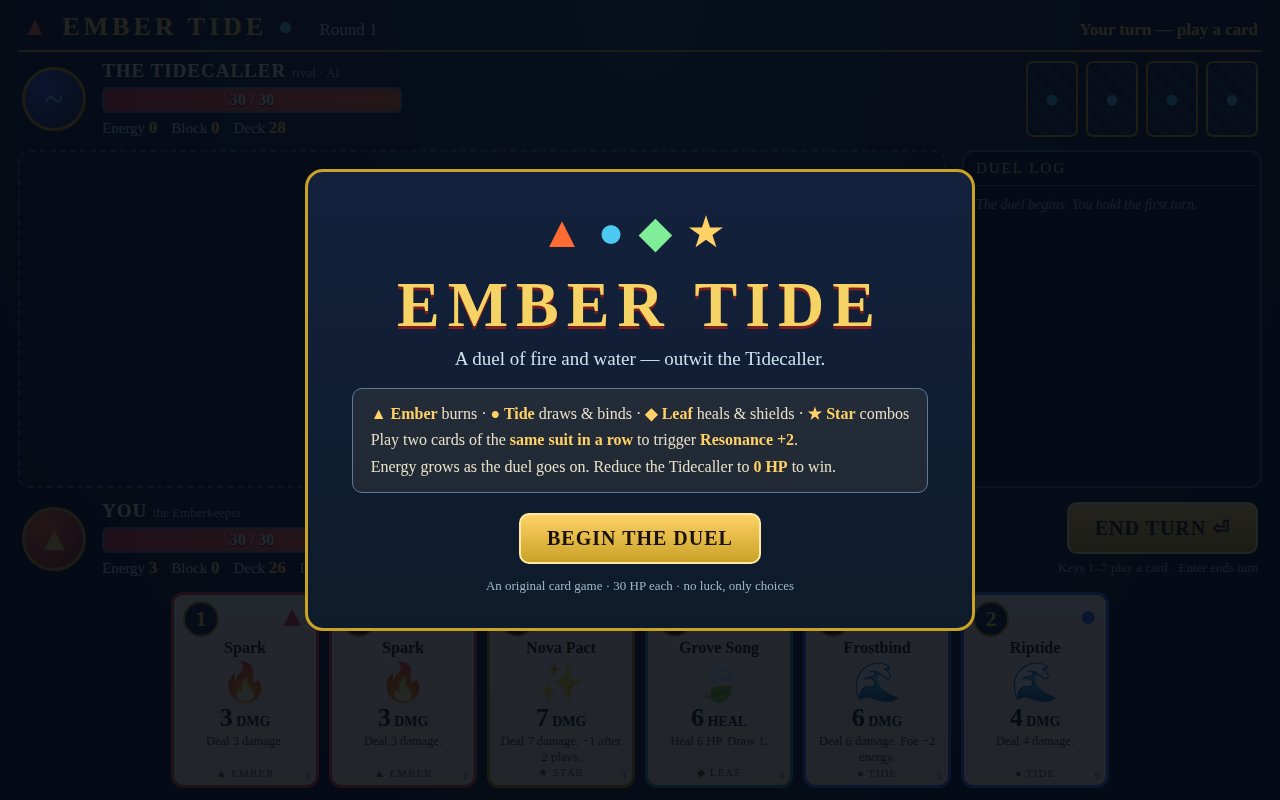 ▲ EMBER TIDE ● Round 1
Your turn — play a card
THE TIDECALLER rival · AI
30 / 30
Energy 0 Block 0 Deck 28
DUEL LOG
The duel begins. You hold the first turn.
▲ ● ◆ ★
EMBER TIDE
A duel of fire and water — outwit the Tidecaller.
▲ Ember burns · ● Tide draws & binds · ◆ Leaf heals & shields · ★ Star combos
Play two cards of the same suit in a row to trigger Resonance +2.
Energy grows as the duel goes on. Reduce the Tidecaller to 0 HP to win.
BEGIN THE DUEL
An original card game · 30 HP each · no luck, only choices
YOU the Emberkeeper
30 / 30
Energy 3 Block 0 Deck 26
END TURN ⏎
Keys 1–7 play a card · Enter ends turn
1
Spark
3 DMG
Deal 3 damage.
▲ EMBER 1
Spark
3 DMG
Deal 3 damage.
▲ EMBER 2
Nova Pact
7 DMG
Deal 7 damage. −1 after
2 plays.
★ STAR 3
Grove Song
6 HEAL
Heal 6 HP. Draw 1.
◆ LEAF 4
Frostbind
6 DMG
Deal 6 damage. Foe −2
energy.
● TIDE 5
2
Riptide
4 DMG
Deal 4 damage.
● TIDE 6